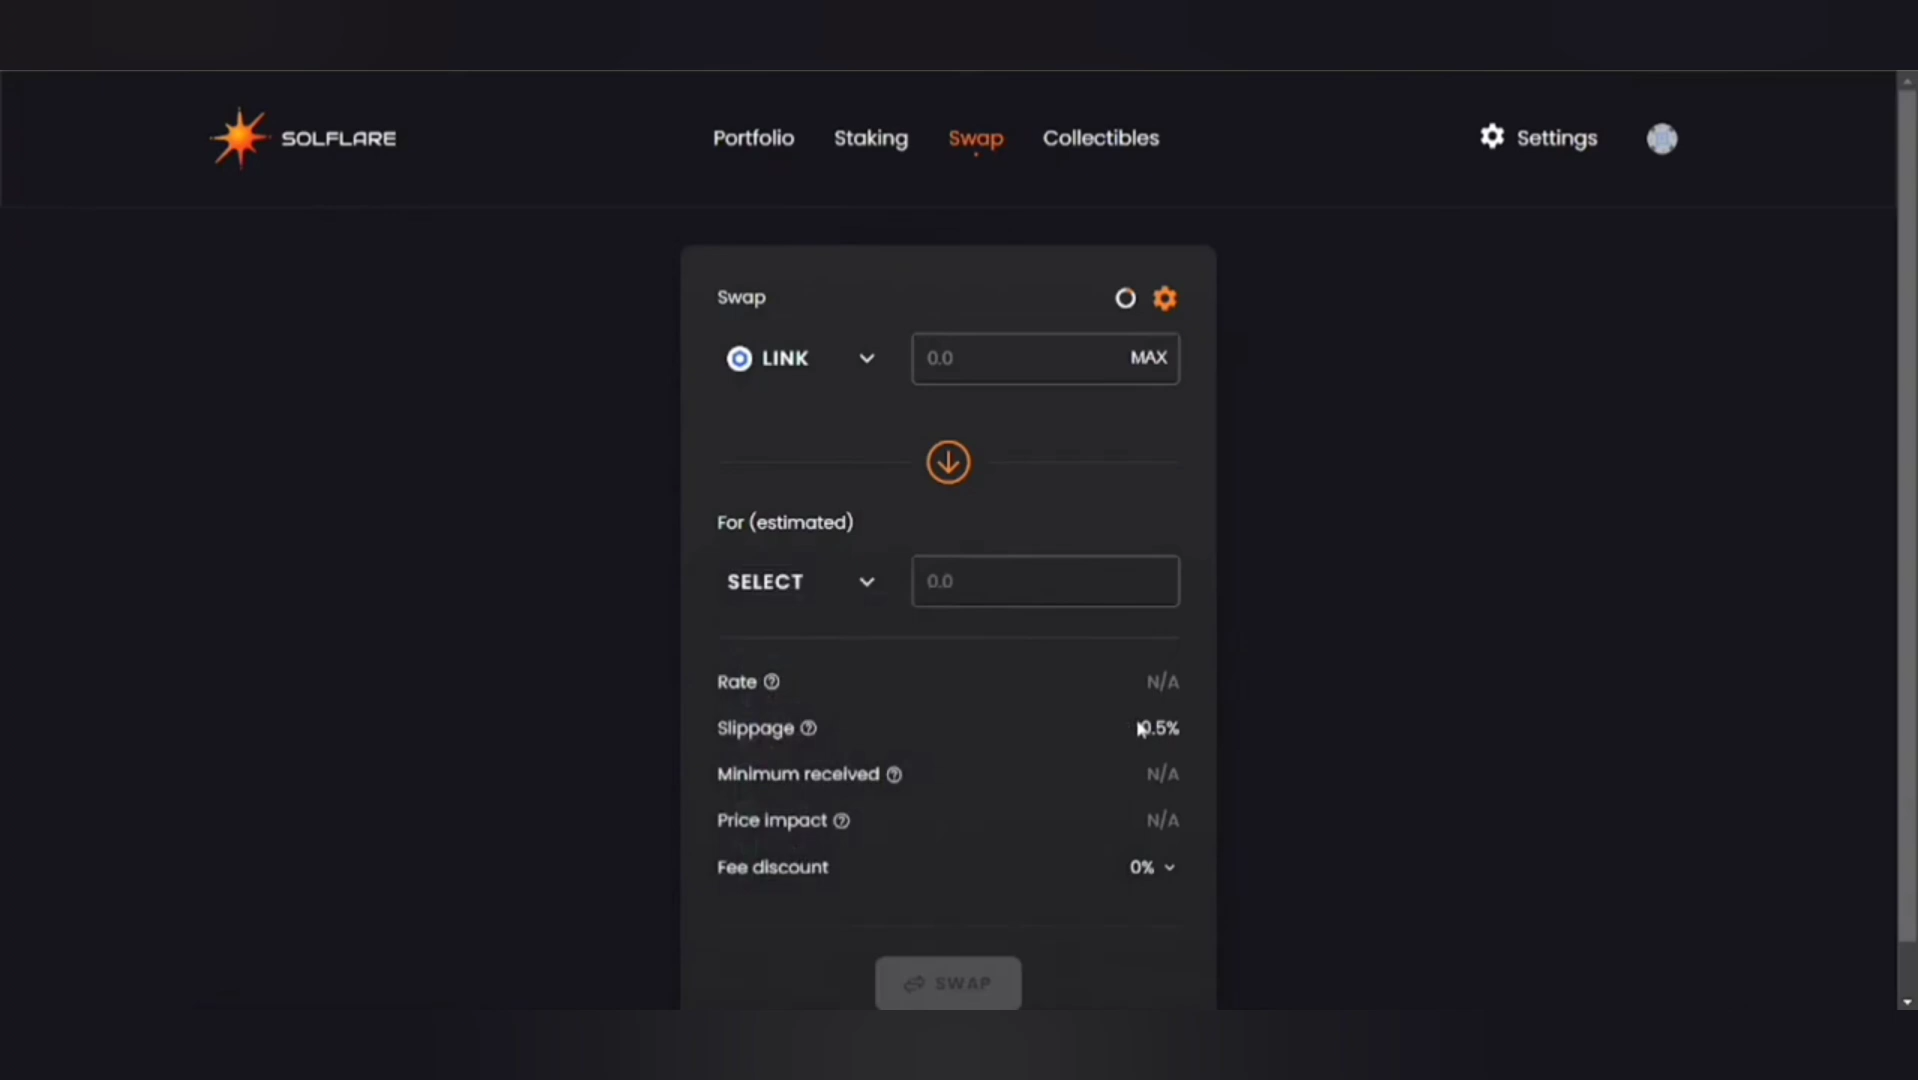 SOLFLARE
Portfolio Staking Swap Collectibles
Settings
Swap
LINK 0.0 MAX
For (estimated)
SELECT 0.0
Rate N/A
Slippage 0.5%
Minimum received N/A
Price impact N/A
Fee discount 0%
SWAP